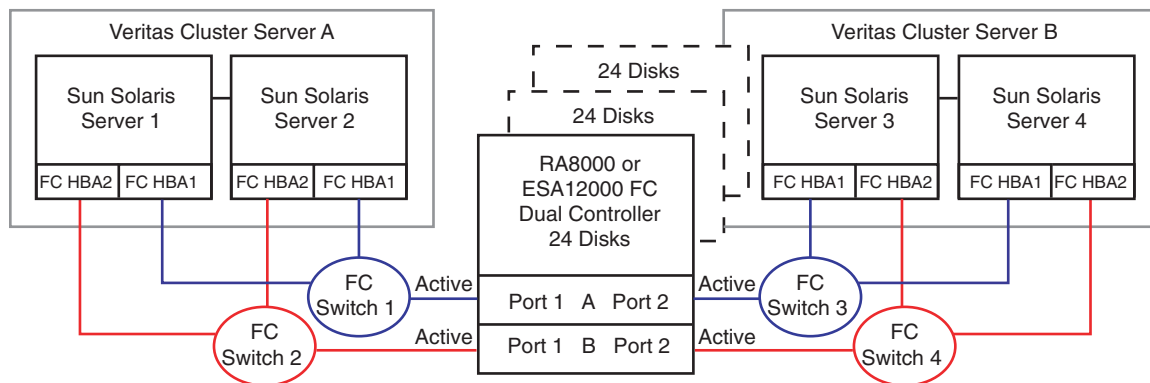 Veritas Cluster Server A
Sun Solaris
Server 1
Sun Solaris
Server 2
FC HBA2
FC HBA1
FC HBA2
FC HBA1
24 Disks
24 Disks
RA8000 or
ESA12000 FC
Dual Controller
24 Disks
Veritas Cluster Server B
Sun Solaris
Server 3
Sun Solaris
Server 4
FC HBA1
FC HBA2
FC HBA1
FC HBA2
FC
Switch 1
Active
Port 1 A Port 2
Active
FC
Switch 3
FC
Switch 2
Active
Port 1 B Port 2
Active
FC
Switch 4